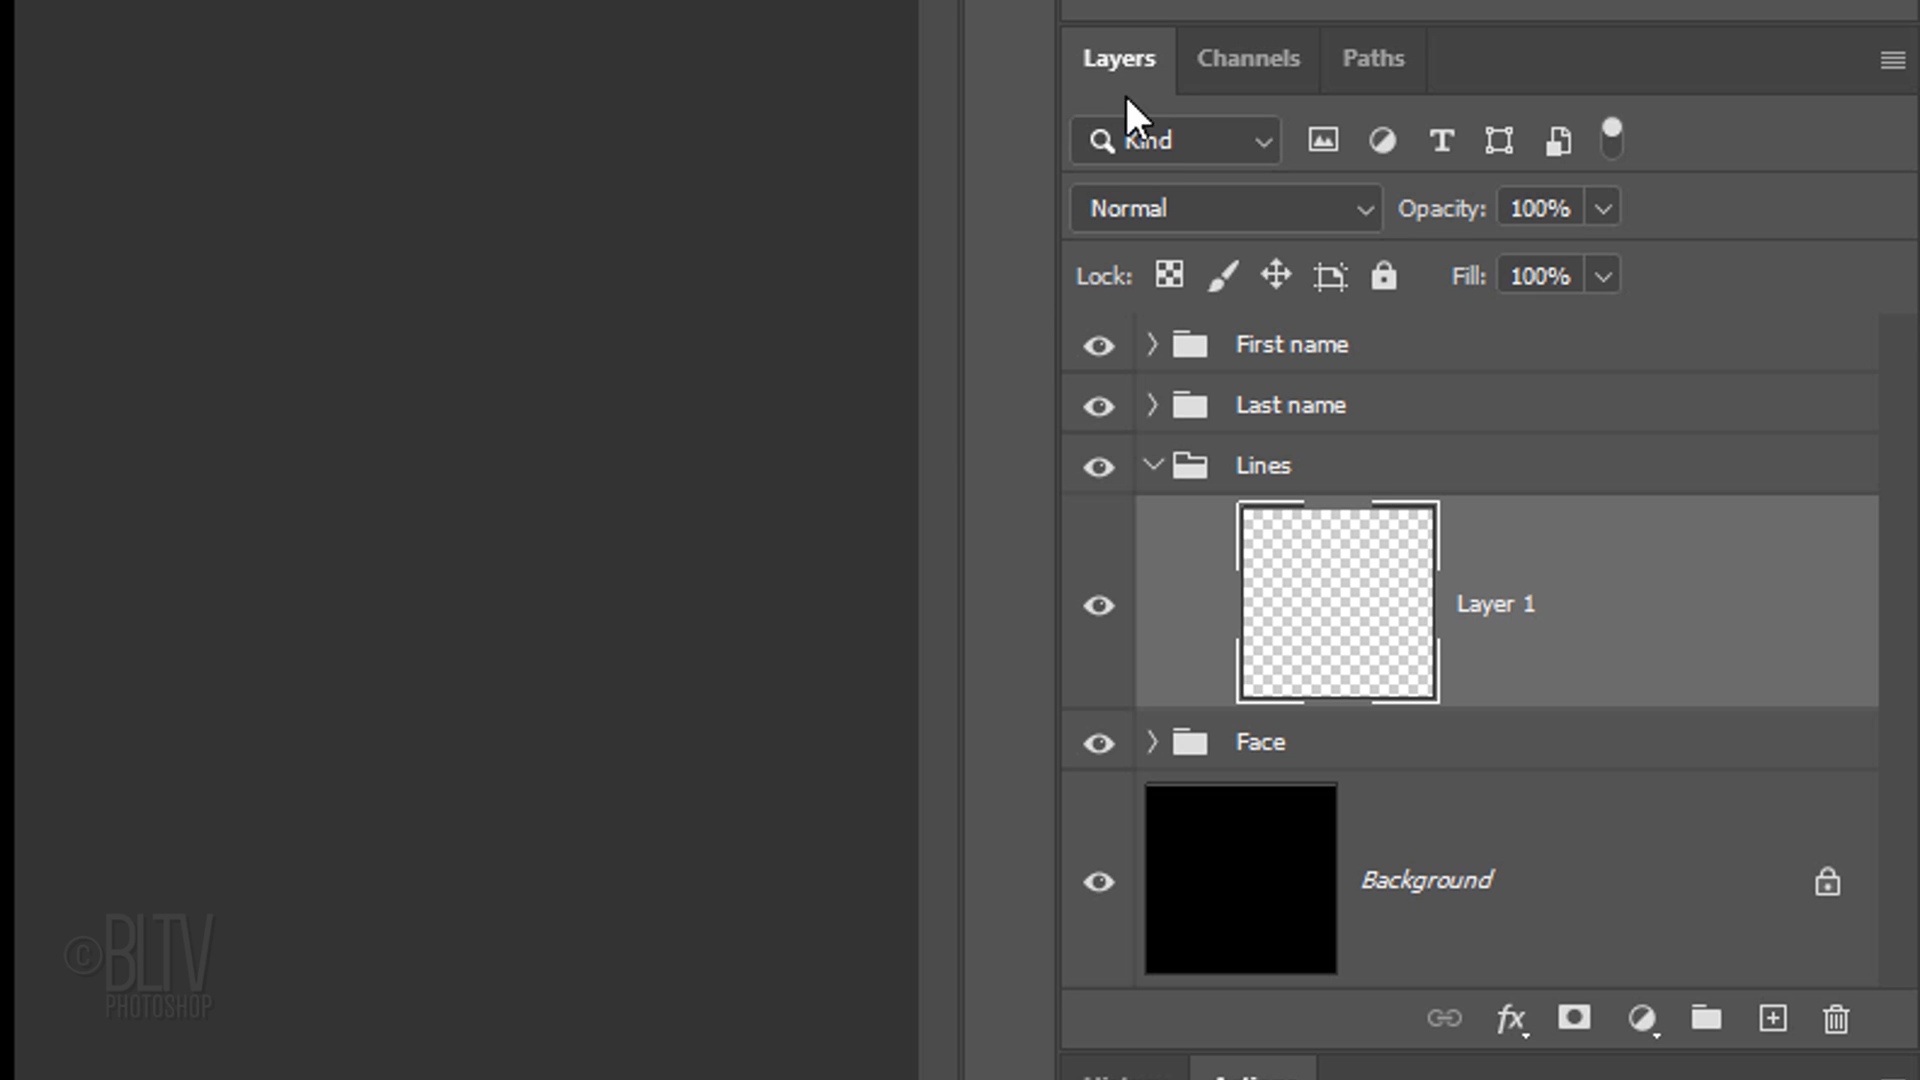 Layers Channels Paths
Kind
Normal Opacity: 100%
Lock: Fill: 100%
First name
Last name
Lines
Layer 1
Face
Background
fx
©BLTV
PHOTOSHOP